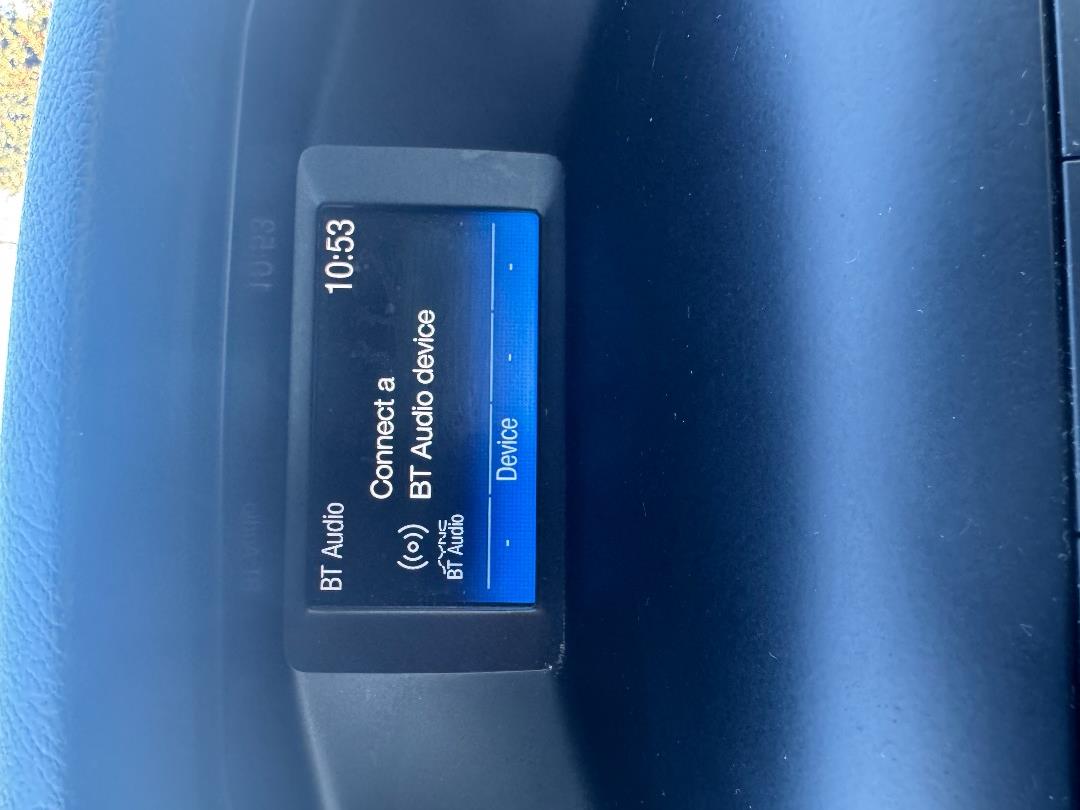 BT Audio 10:53
Connect a
BT Audio device
SYNC
BT Audio
- Device - -